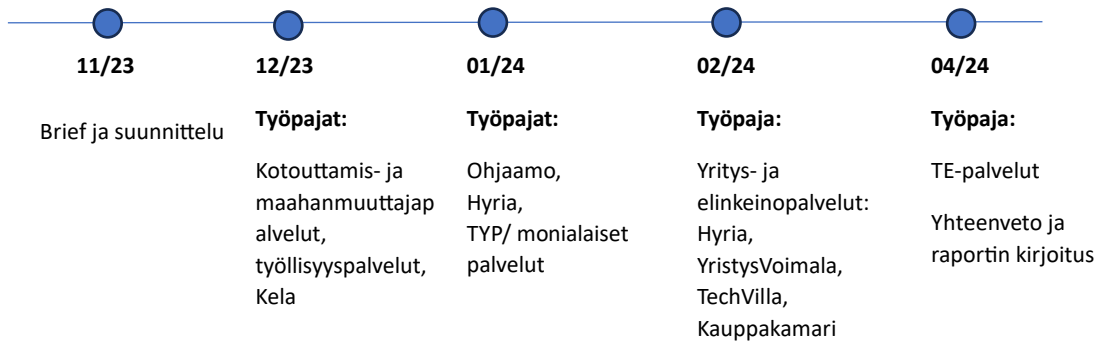 11/23
Brief ja suunnittelu
12/23
Työpajat:
Kotouttamis- ja
maahanmuuttajap
alvelut,
työllisyyspalvelut,
Kela
01/24
Työpajat:
Ohjaamo,
Hyria,
TYP/ monialaiset
palvelut
02/24
Työpaja:
Yritys- ja
elinkeinopalvelut:
Hyria,
YristysVoimala,
TechVilla,
Kauppakamari
04/24
Työpaja:
TE-palvelut
Yhteenveto ja
raportin kirjoitus